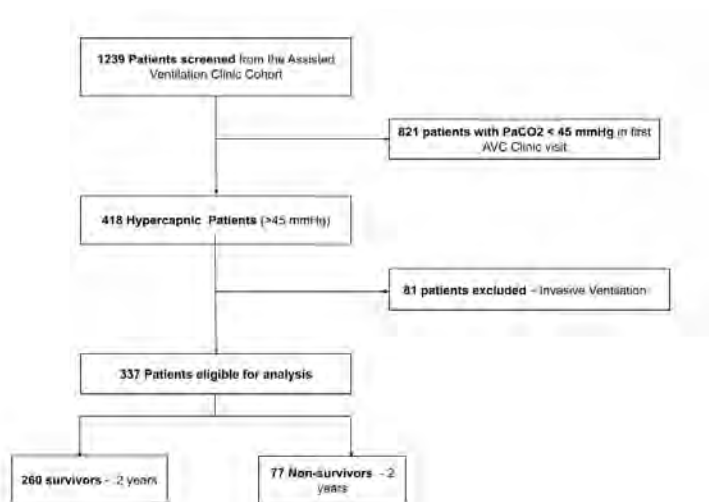 1239 Patients screened from the Assisted
Ventilation Clinic Cohort
821 patients with PaCO2 < 45 mmHg in first
AVC Clinic visit
418 Hypercapnic Patients (>45 mmHg)
81 patients excluded - Invasive Ventilation
337 Patients eligible for analysis
260 survivors - 2 years
77 Non-survivors - 2
years